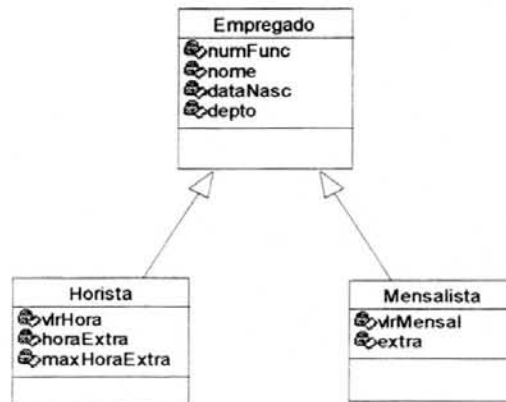 Empregado
numFunc
nome
dataNasc
depto
Horista
vlrHora
horaExtra
maxHoraExtra
Mensalista
vlrMensal
extra